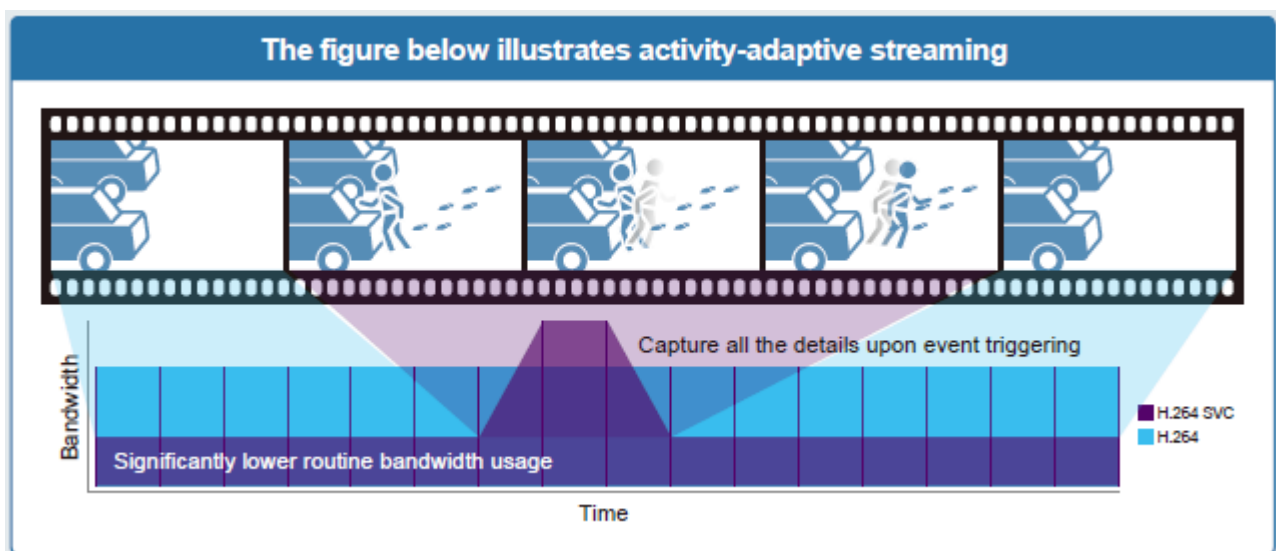 The figure below illustrates activity-adaptive streaming
Capture all the details upon event triggering
Bandwidth
H.264 SVC
H.264
Significantly lower routine bandwidth usage
Time